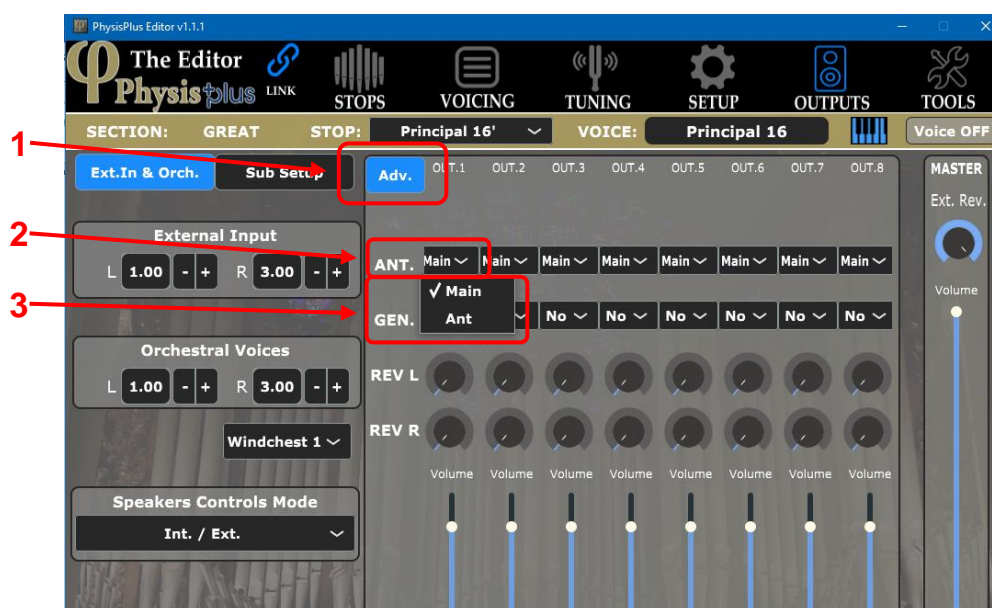 PhysisPlus Editor v1.1.1
The Editor
Physis plus
LINK
STOPS
VOICING
TUNING
SETUP
OUTPUTS
TOOLS
SECTION: GREAT STOP: Principal 16' VOICE: Principal 16 Voice OFF
1
Ext.In & Orch. Sub Setup Adv. OUT.1 OUT.2 OUT.3 OUT.4 OUT.5 OUT.6 OUT.7 OUT.8 MASTER
Ext. Rev.
2
External Input
L 1.00 - + R 3.00 - +
ANT. Main Main Main Main Main Main Main Main
Volume
3
✓ Main
Ant
GEN. No No No No No No
Orchestral Voices
L 1.00 - + R 3.00 - +
REV L
Windchest 1
REV R
Volume Volume Volume Volume Volume Volume Volume Volume
Speakers Controls Mode
Int. / Ext.